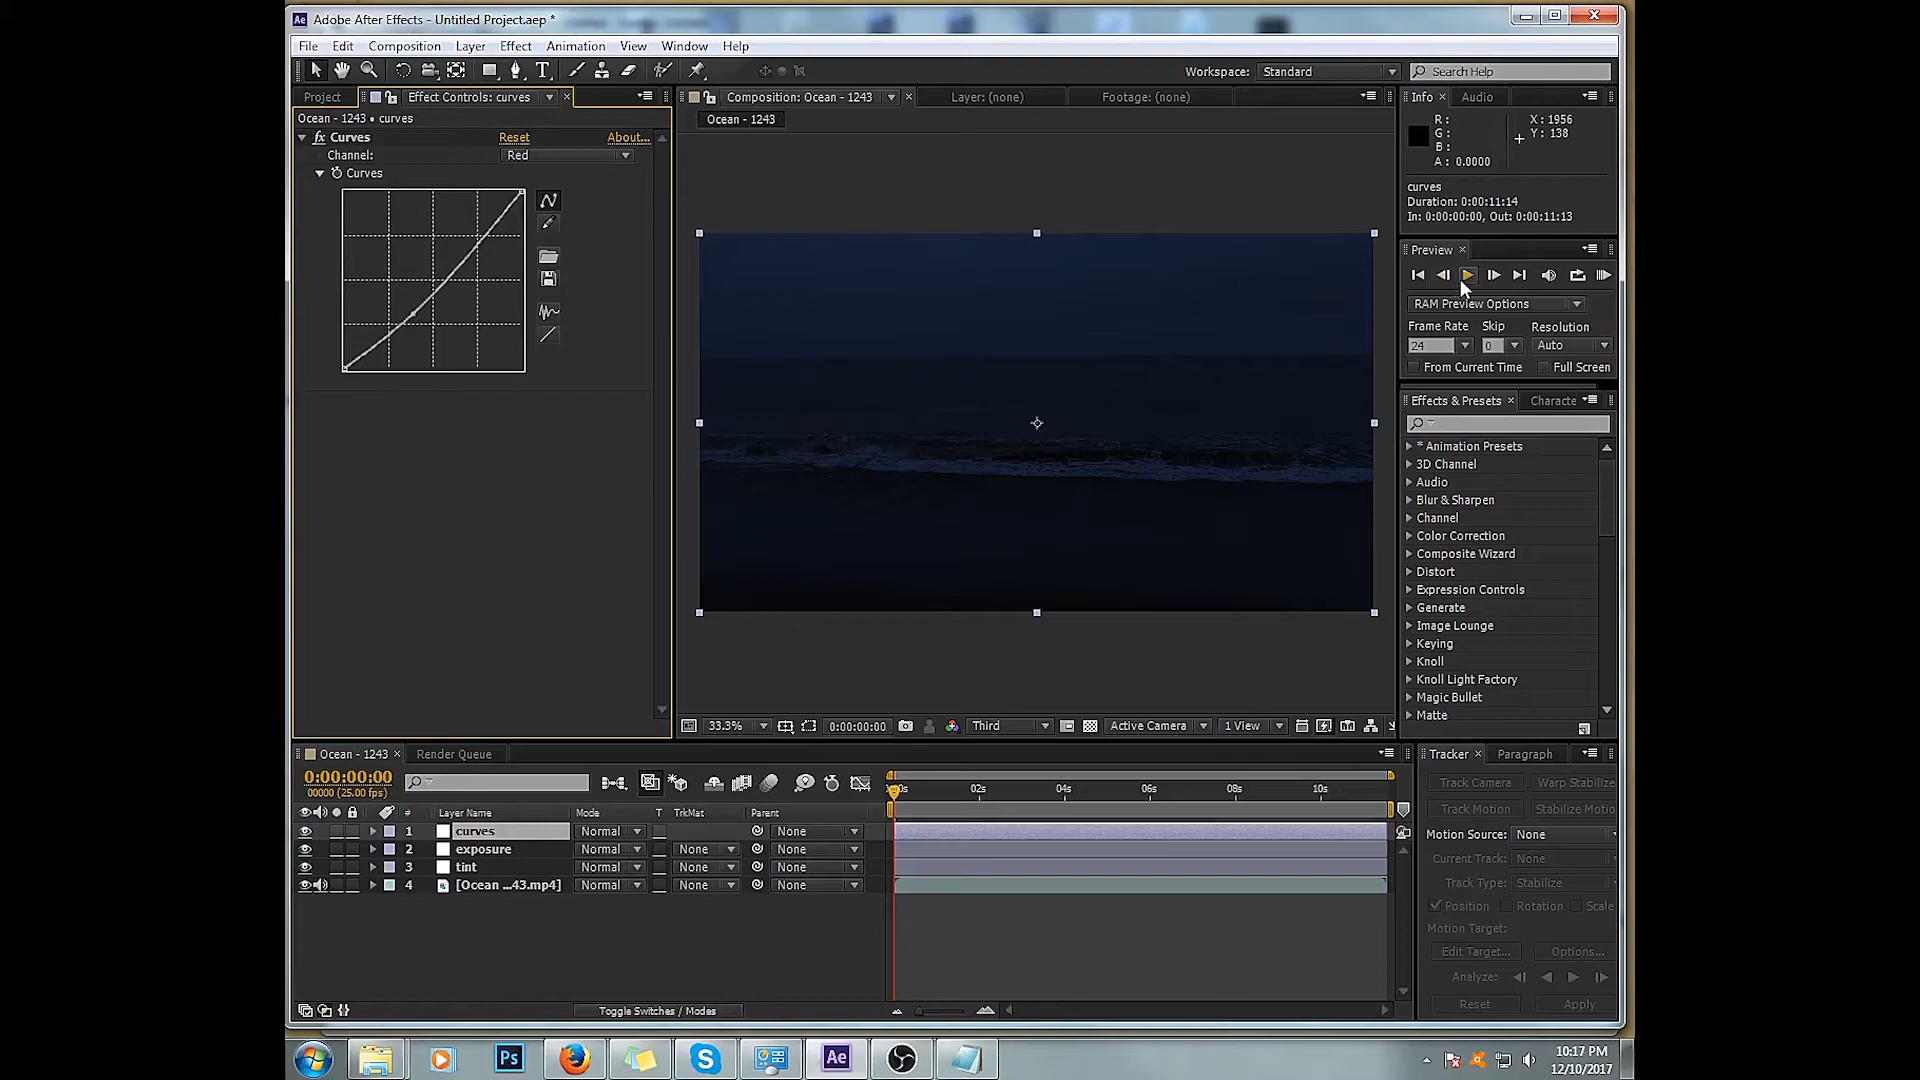 Ae Adobe After Effects - Untitled Project.aep *
File Edit Composition Layer Effect Animation View Window Help
Workspace: Standard Search Help
Project Effect Controls: curves
Ocean - 1243 • curves
fx Curves Reset About...
Channel: Red
Curves
Composition: Ocean - 1243 Layer: (none) Footage: (none)
Ocean - 1243
33.3% 0:00:00:00 Third Active Camera 1 View
Info Audio
R: X: 1956
G: Y: 138
B:
A: 0.0000
curves
Duration: 0:00:11:14
In: 0:00:00:00, Out: 0:00:11:13
Preview
RAM Preview Options
Frame Rate Skip Resolution
24 0 Auto
From Current Time Full Screen
Effects & Presets Characte
* Animation Presets
3D Channel
Audio
Blur & Sharpen
Channel
Color Correction
Composite Wizard
Distort
Expression Controls
Generate
Image Lounge
Keying
Knoll
Knoll Light Factory
Magic Bullet
Matte
Ocean - 1243 Render Queue
0:00:00:00
00000 (25.00 fps)
02s 04s 06s 08s 10s
# Layer Name Mode T TrkMat Parent
1 curves Normal None
2 exposure Normal None None
3 tint Normal None None
4 [Ocean ...43.mp4] Normal None None
Toggle Switches / Modes
Tracker Paragraph
Track Camera Warp Stabilize
Track Motion Stabilize Motio
Motion Source: None
Current Track: None
Track Type: Stabilize
Position Rotation Scale
Motion Target:
Edit Target... Options...
Analyze:
Reset Apply
Ps Ae
10:17 PM
12/10/2017